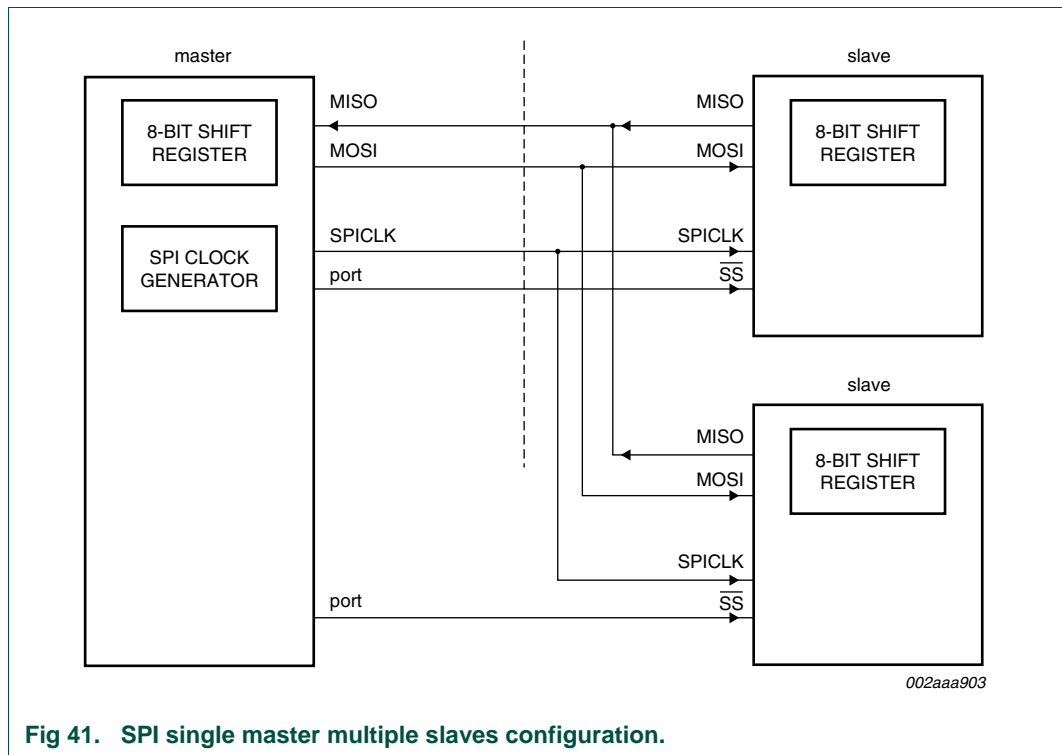 master
slave
MISO
MISO
8-BIT SHIFT
REGISTER
8-BIT SHIFT
REGISTER
MOSI
MOSI
SPICLK
SPICLK
SPI CLOCK
GENERATOR
port
S̅S̅
slave
MISO
8-BIT SHIFT
REGISTER
MOSI
SPICLK
port
S̅S̅
002aaa903
Fig 41. SPI single master multiple slaves configuration.